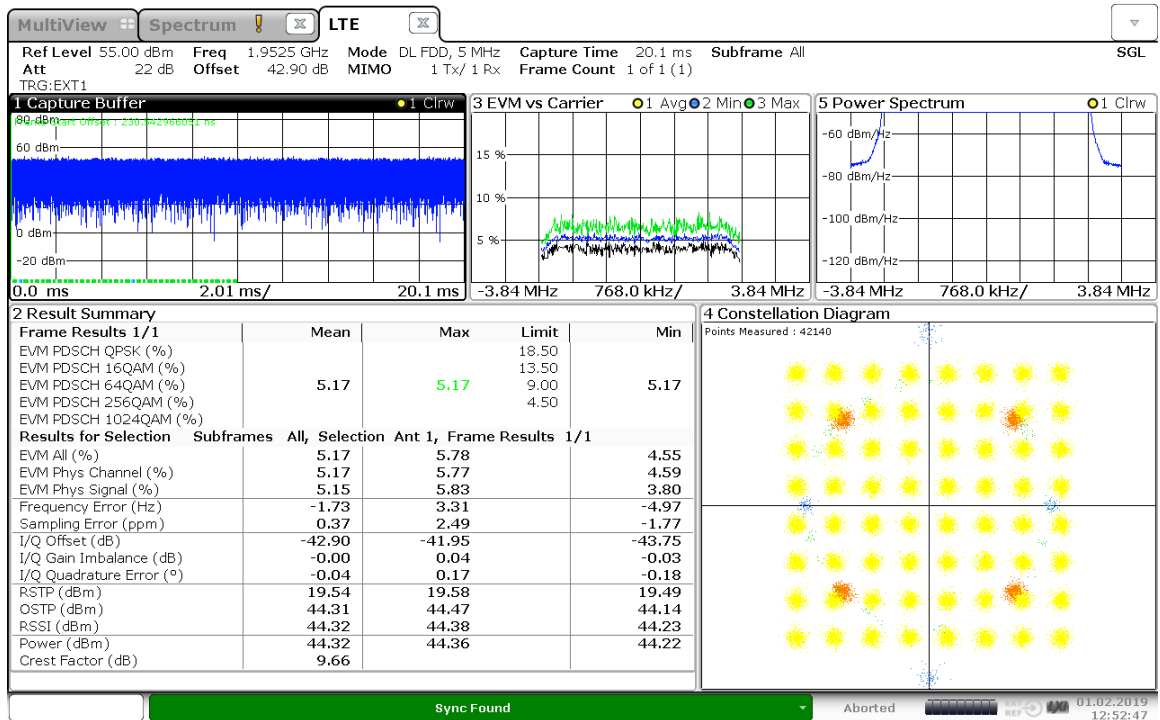 MultiView Spectrum ! LTE
Ref Level 55.00 dBm Freq 1.9525 GHz Mode DL FDD, 5 MHz Capture Time 20.1 ms Subframe All SGL
Att 22 dB Offset 42.90 dB MIMO 1 Tx/ 1 Rx Frame Count 1 of 1 (1)
TRG:EXT1
1 Capture Buffer 1 Clrw
80 dBm
Frame Start Offset : 230.542966051 ns
60 dBm
0 dBm
-20 dBm
0.0 ms 2.01 ms/ 20.1 ms
3 EVM vs Carrier 1 Avg 2 Min 3 Max
15 %
10 %
5 %
-3.84 MHz 768.0 kHz/ 3.84 MHz
5 Power Spectrum 1 Clrw
-60 dBm/Hz
-80 dBm/Hz
-100 dBm/Hz
-120 dBm/Hz
-3.84 MHz 768.0 kHz/ 3.84 MHz
2 Result Summary
Frame Results 1/1 Mean Max Limit Min
EVM PDSCH QPSK (%) 18.50
EVM PDSCH 16QAM (%) 13.50
EVM PDSCH 64QAM (%) 5.17 5.17 9.00 5.17
EVM PDSCH 256QAM (%) 4.50
EVM PDSCH 1024QAM (%)
Results for Selection Subframes All, Selection Ant 1, Frame Results 1/1
EVM All (%) 5.17 5.78 4.55
EVM Phys Channel (%) 5.17 5.77 4.59
EVM Phys Signal (%) 5.15 5.83 3.80
Frequency Error (Hz) -1.73 3.31 -4.97
Sampling Error (ppm) 0.37 2.49 -1.77
I/Q Offset (dB) -42.90 -41.95 -43.75
I/Q Gain Imbalance (dB) -0.00 0.04 -0.03
I/Q Quadrature Error (°) -0.04 0.17 -0.18
RSTP (dBm) 19.54 19.58 19.49
OSTP (dBm) 44.31 44.47 44.14
RSSI (dBm) 44.32 44.38 44.23
Power (dBm) 44.32 44.36 44.22
Crest Factor (dB) 9.66
4 Constellation Diagram
Points Measured : 42140
Sync Found Aborted EXT REF LXI 01.02.2019
12:52:47